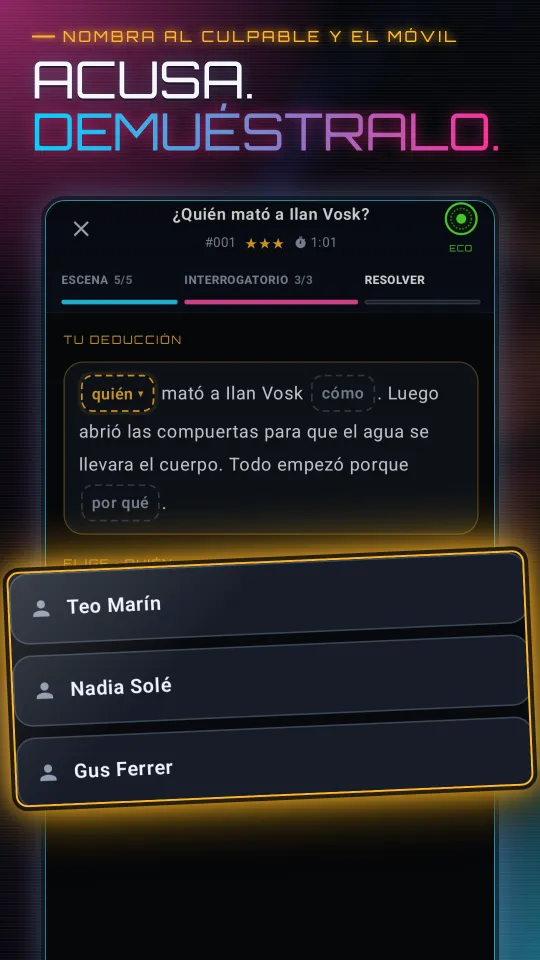 NOMBRA AL CULPABLE Y EL MÓVIL
ACUSA.
DEMUÉSTRALO.
¿Quién mató a Ilan Vosk?
#001 ★★★ 1:01
ECO
ESCENA 5/5 INTERROGATORIO 3/3 RESOLVER
TU DEDUCCIÓN
quién ▾ mató a Ilan Vosk cómo . Luego
abrió las compuertas para que el agua se
llevara el cuerpo. Todo empezó porque
por qué .
ELIGE · QUIÉN
Teo Marín
Nadia Solé
Gus Ferrer